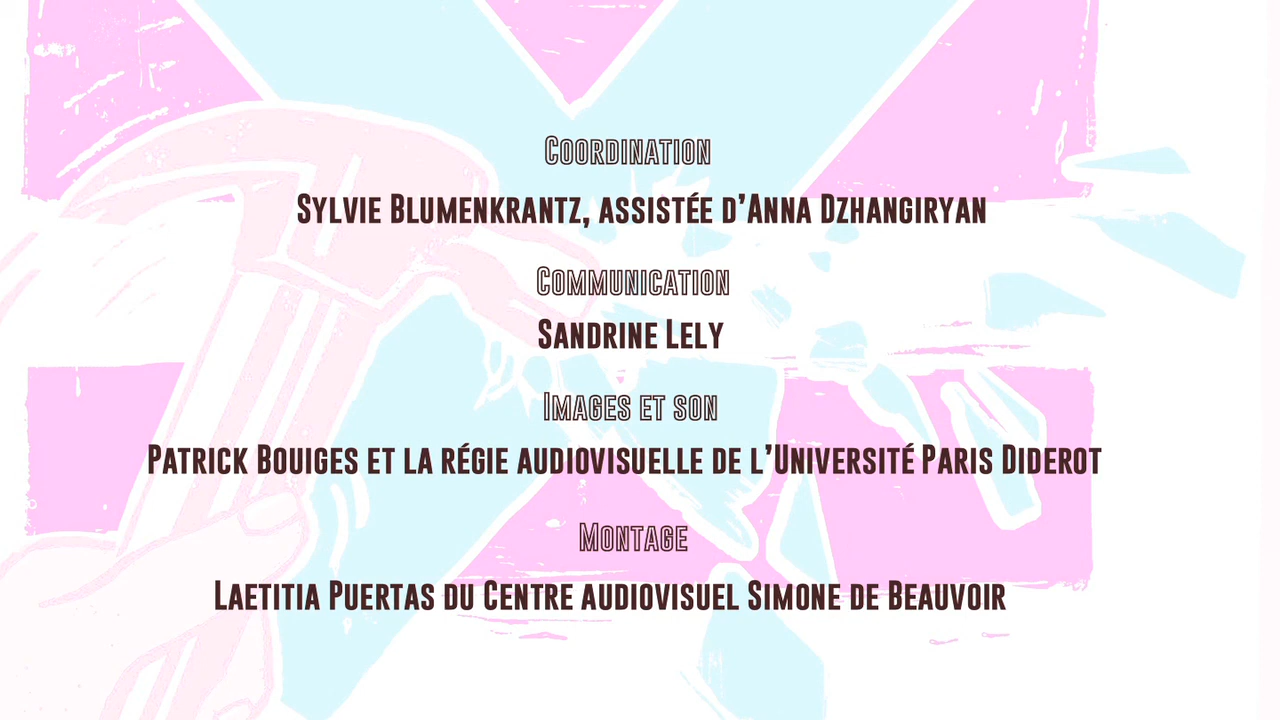 Coordination
Sylvie Blumenkrantz, assistée d’Anna Dzhangiryan
Communication
Sandrine Lely
Images et son
Patrick Bouiges et la régie audiovisuelle de l’Université Paris Diderot
Montage
Laetitia Puertas du Centre audiovisuel Simone de Beauvoir